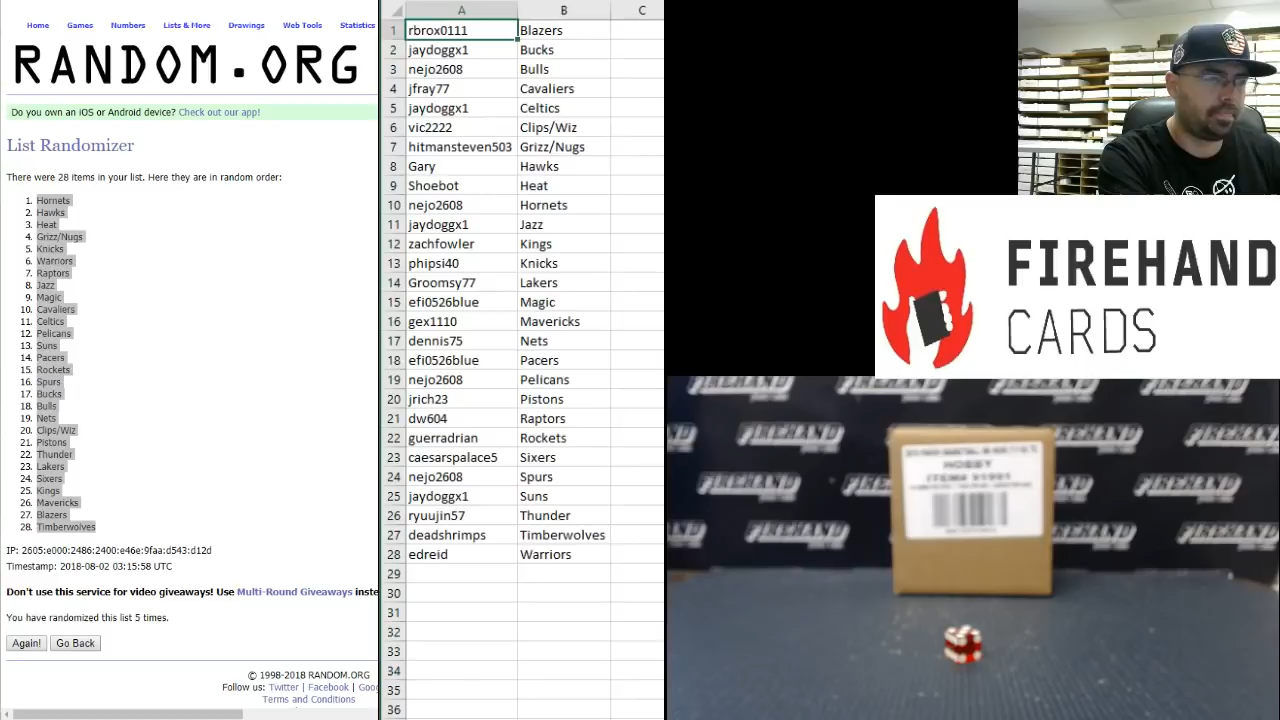 Home Games Numbers Lists & More Drawings Web Tools Statistics
RANDOM.ORG
Do you own an iOS or Android device? Check out our app!
List Randomizer
There were 28 items in your list. Here they are in random order:
1. Hornets
2. Hawks
3. Heat
4. Grizz/Nugs
5. Knicks
6. Warriors
7. Raptors
8. Jazz
9. Magic
10. Cavaliers
11. Celtics
12. Pelicans
13. Suns
14. Pacers
15. Rockets
16. Spurs
17. Bucks
18. Bulls
19. Nets
20. Clips/Wiz
21. Pistons
22. Thunder
23. Lakers
24. Sixers
25. Kings
26. Mavericks
27. Blazers
28. Timberwolves
IP: 2605:e000:2486:2400:e46e:9faa:d543:d12d
Timestamp: 2018-08-02 03:15:58 UTC
Don't use this service for video giveaways! Use Multi-Round Giveaways inste
You have randomized this list 5 times.
Again! Go Back
© 1998-2018 RANDOM.ORG
Follow us: Twitter | Facebook | Goog
Terms and Conditions
A B C
1 rbrox0111 Blazers
2 jaydoggx1 Bucks
3 nejo2608 Bulls
4 jfray77 Cavaliers
5 jaydoggx1 Celtics
6 vic2222 Clips/Wiz
7 hitmansteven503 Grizz/Nugs
8 Gary Hawks
9 Shoebot Heat
10 nejo2608 Hornets
11 jaydoggx1 Jazz
12 zachfowler Kings
13 phipsi40 Knicks
14 Groomsy77 Lakers
15 efi0526blue Magic
16 gex1110 Mavericks
17 dennis75 Nets
18 efi0526blue Pacers
19 nejo2608 Pelicans
20 jrich23 Pistons
21 dw604 Raptors
22 guerradrian Rockets
23 caesarspalace5 Sixers
24 nejo2608 Spurs
25 jaydoggx1 Suns
26 ryuujin57 Thunder
27 deadshrimps Timberwolves
28 edreid Warriors
29
30
31
32
33
34
35
36
FIREHAND
CARDS
HOBBY
FIREHAND